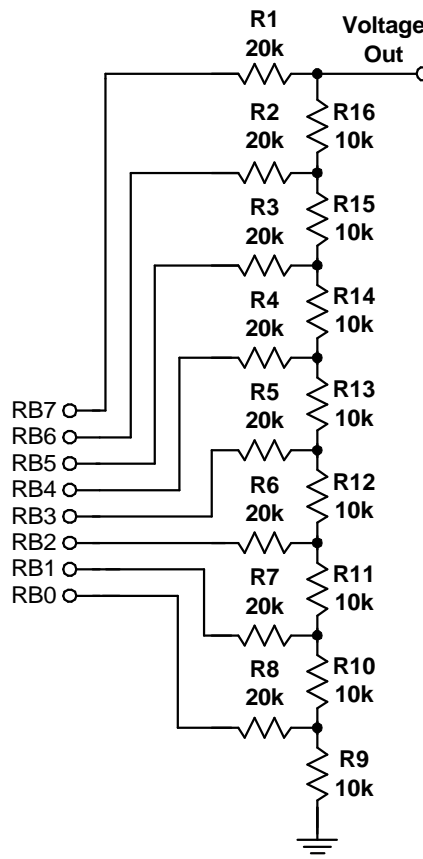 R1
20k
Voltage
Out
R2
20k
R16
10k
R3
20k
R15
10k
R4
20k
R14
10k
R5
20k
R13
10k
RB7
RB6
RB5
RB4
RB3
RB2
RB1
RB0
R6
20k
R12
10k
R7
20k
R11
10k
R8
20k
R10
10k
R9
10k